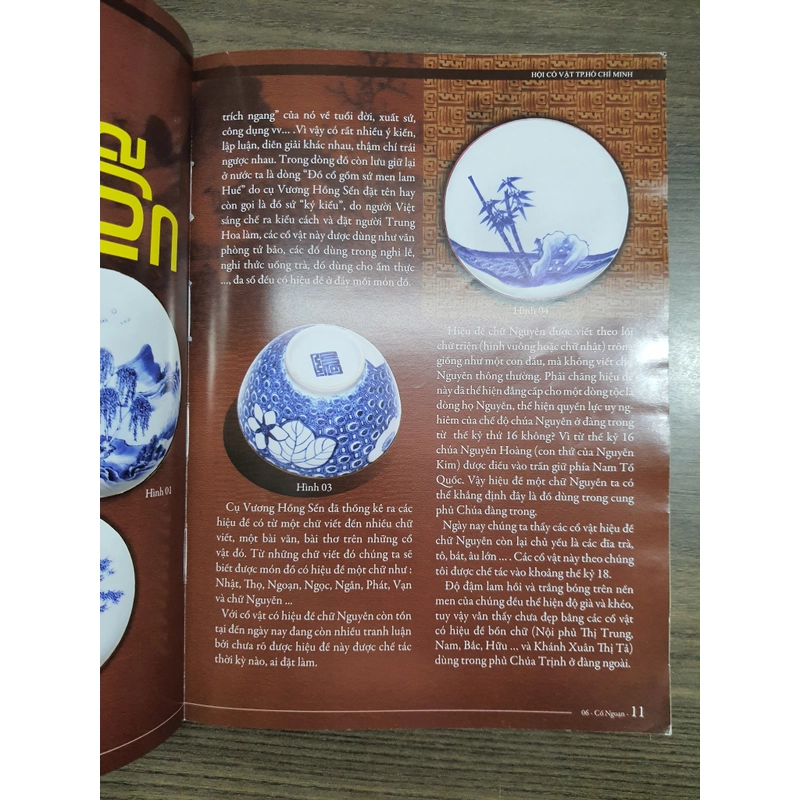 HỘI CỔ VẬT TP.HỒ CHÍ MINH
trích ngang” của nó về tuổi đời, xuất sứ,
công dụng vv... .Vì vậy có rất nhiều ý kiến,
lập luận, diễn giải khác nhau, thậm chí trái
ngược nhau. Trong dòng đồ còn lưu giữ lại
ở nước ta là dòng “Đồ cổ gốm sứ men lam
Huế” do cụ Vương Hồng Sển đặt tên hay
còn gọi là đồ sứ “ký kiểu”, do người Việt
sáng chế ra kiểu cách và đặt người Trung
Hoa làm, các cổ vật này được dùng như văn
phòng tứ bảo, các đồ dùng trong nghi lễ,
nghi thức uống trà, đồ dùng cho ẩm thực
..., đa số đều có hiệu đề ở đáy mỗi món đồ.
Hình 03
Cụ Vương Hồng Sển đã thống kê ra các
hiệu đề có từ một chữ viết đến nhiều chữ
viết, một bài văn, bài thơ trên những cổ
vật đó. Từ những chữ viết đó chúng ta sẽ
biết được món đó có hiệu đề một chữ như :
Nhật, Thọ, Ngoạn, Ngọc, Ngân, Phát, Vạn
và chữ Nguyễn ...
Với cổ vật có hiệu đề chữ Nguyễn còn tồn
tại đến ngày nay đang còn nhiều tranh luận
bởi chưa rõ được hiệu đề này được chế tác
thời kỳ nào, ai đặt làm.
Hình 04
Hiệu đề chữ Nguyễn được viết theo lối
chữ triện (hình vuông hoặc chữ nhật) trông
giống như một con dấu, mà không viết chữ
Nguyễn thông thường. Phải chăng hiệu đề
này đã thể hiện đẳng cấp cho một dòng tộc là
dòng họ Nguyễn, thể hiện quyền lực uy ng-
hiêm của chế độ chúa Nguyễn ở đàng trong
từ thế kỷ thứ 16 không? Vì từ thế kỷ 16
chúa Nguyễn Hoàng (con thứ của Nguyễn
Kim) được điều vào trấn giữ phía Nam Tổ
Quốc. Vậy hiệu đề một chữ Nguyễn ta có
thể khẳng định đây là đồ dùng trong cung
phủ Chúa đàng trong.
Ngày nay chúng ta thấy các cổ vật hiệu đề
chữ Nguyễn còn lại chủ yếu là các đĩa trà,
tô, bát, âu lớn ... . Các cổ vật này theo chúng
tôi được chế tác vào khoảng thế kỷ 18.
Độ đậm lam hồi và trắng bóng trên nền
men của chúng đều thể hiện độ già và khéo,
tuy vậy vẫn thấy chưa đẹp bằng các cổ vật
có hiệu đề bốn chữ (Nội phủ Thị Trung,
Nam, Bắc, Hữu ... và Khánh Xuân Thị Tả)
dùng trong phủ Chúa Trịnh ở đàng ngoài.
06 - Cổ Ngoạn - 11
Hình 01